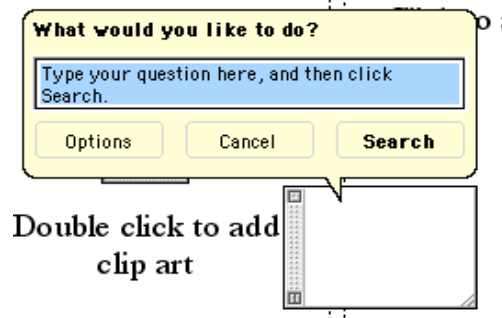 What would you like to do?
Type your question here, and then click
Search.
Options
Cancel
Search
Double click to add
clip art